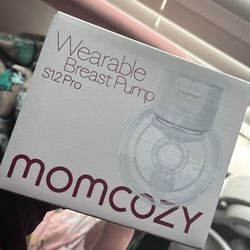 Wearable
Breast Pump
S12 Pro
momcozy